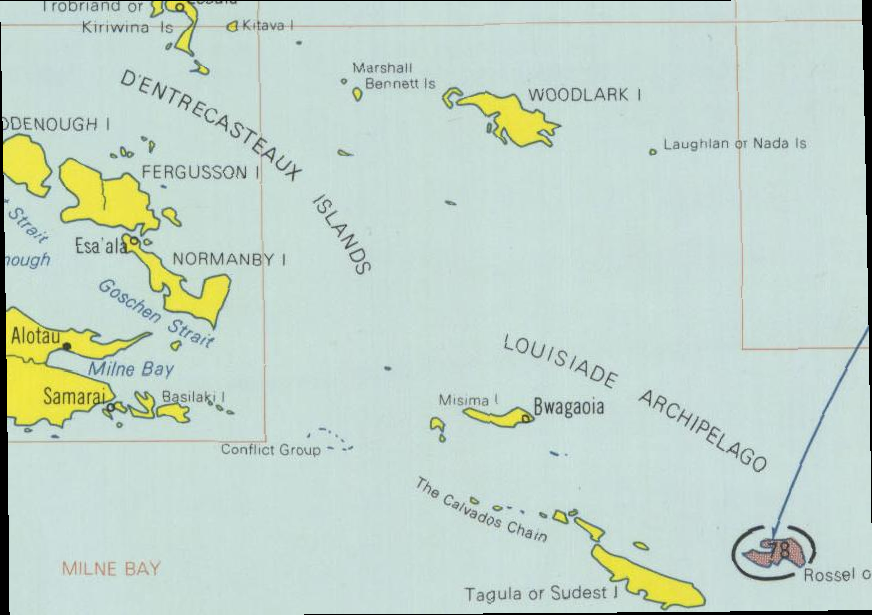 Trobriand or
Kiriwina Is
Kitava I
Marshall
Bennett Is
D'ENTRECASTEAUX ISLANDS
WOODLARK I
ODENOUGH I
Laughlan or Nada Is
FERGUSSON I
Strait
Esa'ala
nough
NORMANBY I
Goschen Strait
Alotau
Milne Bay
LOUISIADE ARCHIPELAGO
Samarai
Basilaki I
Misima I
Bwagaoia
Conflict Group
The Calvados Chain
78
MILNE BAY
Rossel o
Tagula or Sudest I